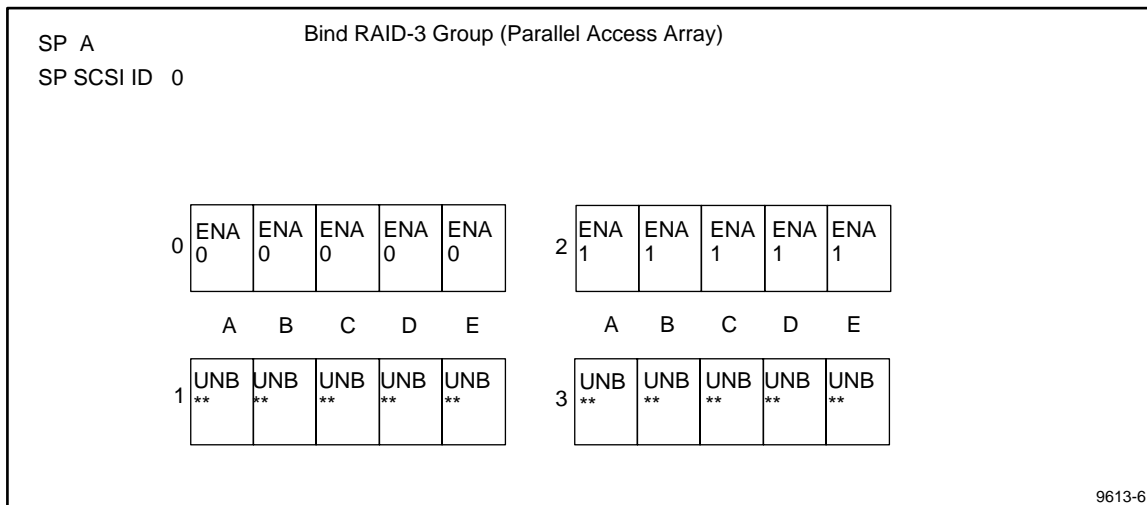 Bind RAID-3 Group (Parallel Access Array)
SP A
SP SCSI ID 0
0 ENA ENA ENA ENA ENA
0 0 0 0 0
A B C D E
1 UNB UNB UNB UNB UNB
** ** ** ** **
2 ENA ENA ENA ENA ENA
1 1 1 1 1
A B C D E
3 UNB UNB UNB UNB UNB
** ** ** ** **
9613-6